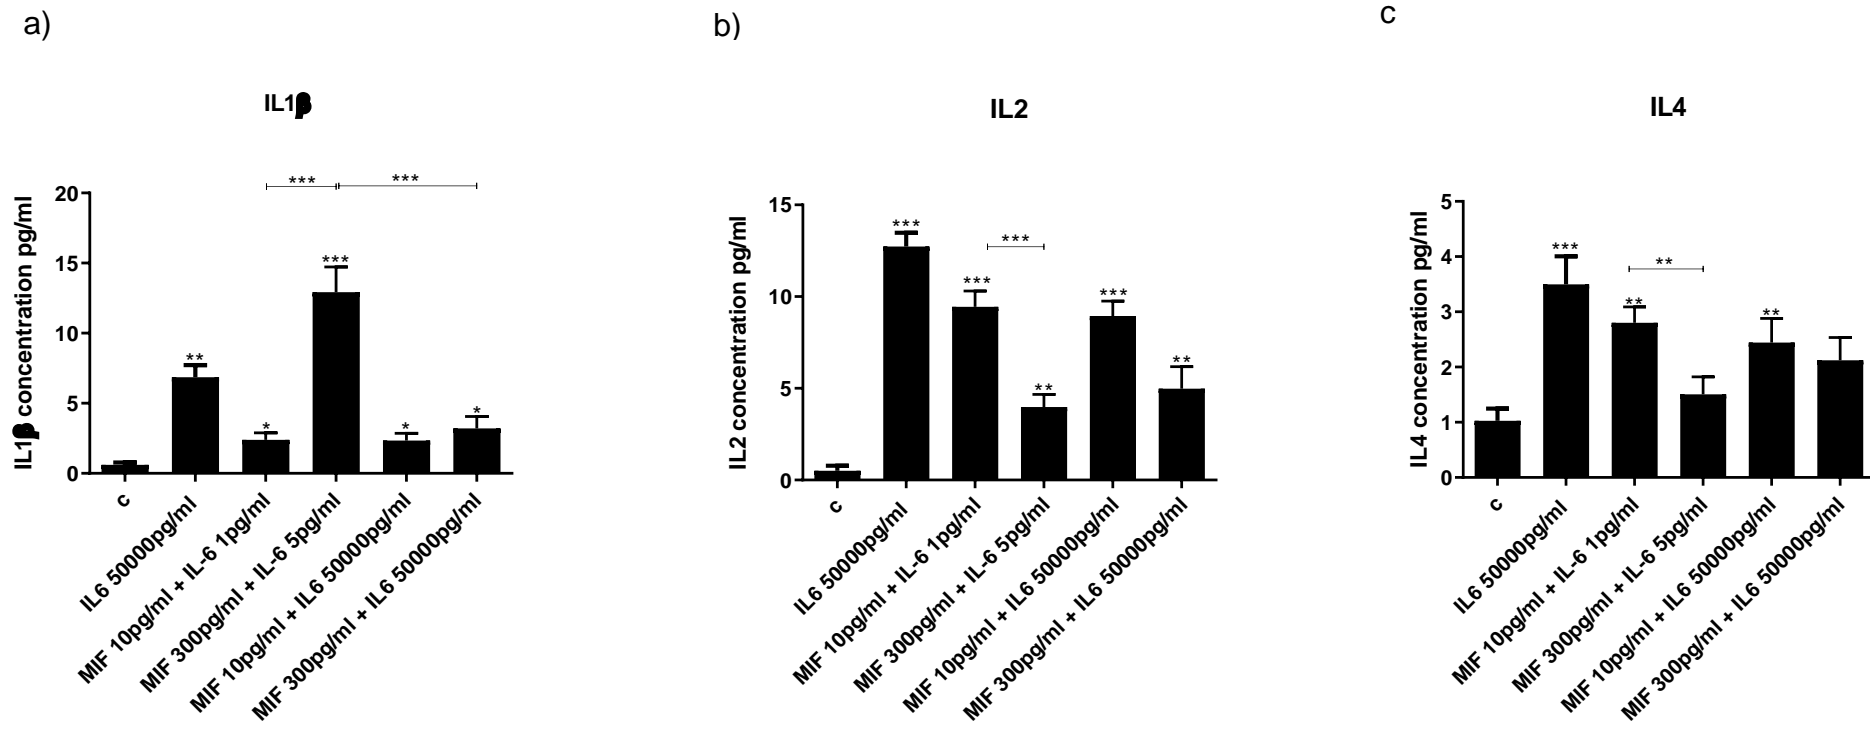 a)
IL1β
IL1β concentration pg/ml
20
15
10
5
0
***
***
**
*
***
*
*
c
IL6 50000pg/ml
MIF 10pg/ml + IL-6 1pg/ml
MIF 300pg/ml + IL-6 5pg/ml
MIF 10pg/ml + IL6 50000pg/ml
MIF 300pg/ml + IL6 50000pg/ml
b)
IL2
IL2 concentration pg/ml
15
10
5
0
***
***
***
**
***
**
c
IL6 50000pg/ml
MIF 10pg/ml + IL-6 1pg/ml
MIF 300pg/ml + IL-6 5pg/ml
MIF 10pg/ml + IL6 50000pg/ml
MIF 300pg/ml + IL6 50000pg/ml
c
IL4
IL4 concentration pg/ml
5
4
3
2
1
0
***
**
**
**
c
IL6 50000pg/ml
MIF 10pg/ml + IL-6 1pg/ml
MIF 300pg/ml + IL-6 5pg/ml
MIF 10pg/ml + IL6 50000pg/ml
MIF 300pg/ml + IL6 50000pg/ml